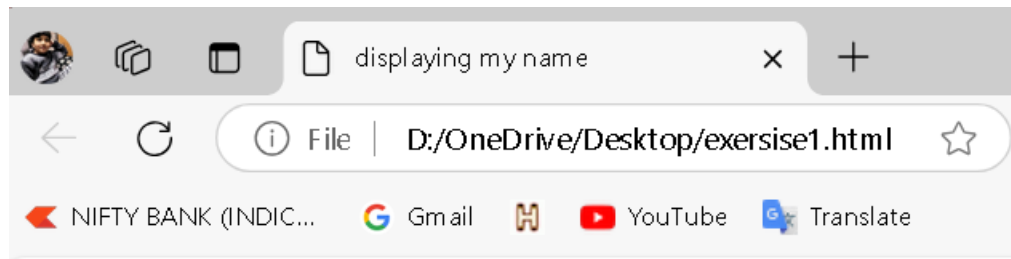 displaying my name
File D:/OneDrive/Desktop/exersise1.html
NIFTY BANK (INDIC... Gmail H YouTube Translate